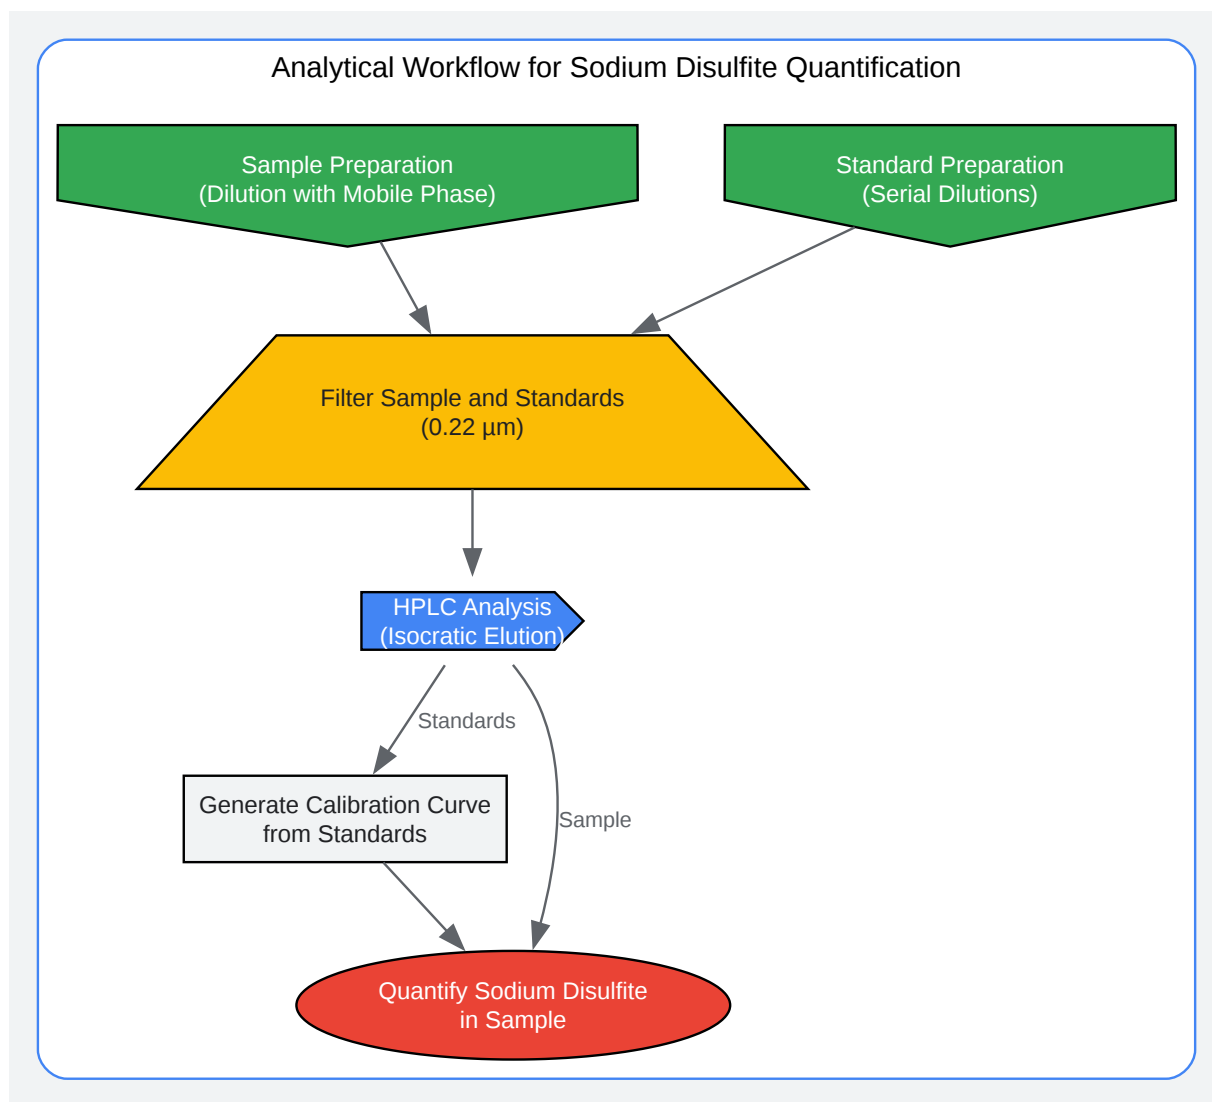 Analytical Workflow for Sodium Disulfite Quantification
Sample Preparation
(Dilution with Mobile Phase)
Standard Preparation
(Serial Dilutions)
Filter Sample and Standards
(0.22 µm)
HPLC Analysis
(Isocratic Elution)
Standards
Generate Calibration Curve
from Standards
Sample
Quantify Sodium Disulfite
in Sample